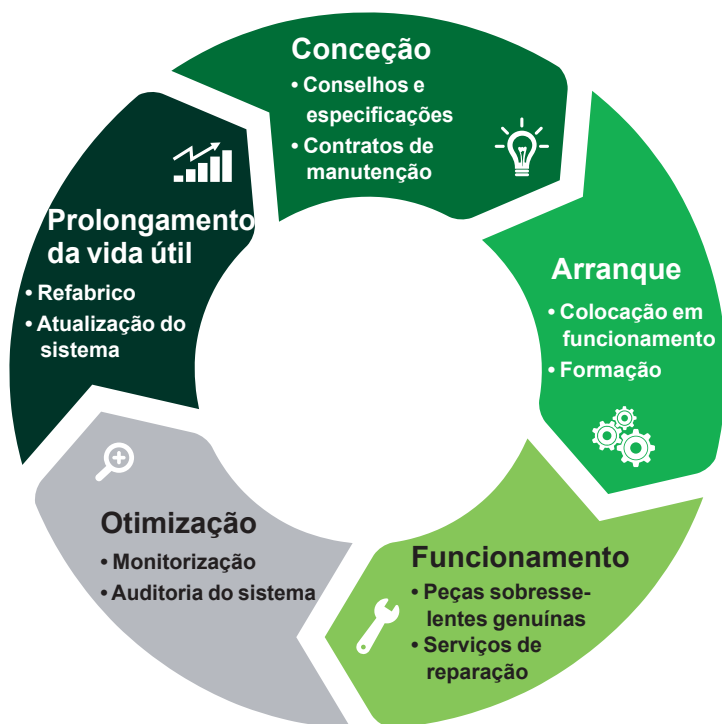 Conceção
• Conselhos e
especificações
• Contratos de
manutenção
Arranque
• Colocação em
funcionamento
• Formação
Funcionamento
• Peças sobresse-
lentes genuínas
• Serviços de
reparação
Otimização
• Monitorização
• Auditoria do sistema
Prolongamento
da vida útil
• Refabrico
• Atualização do
sistema